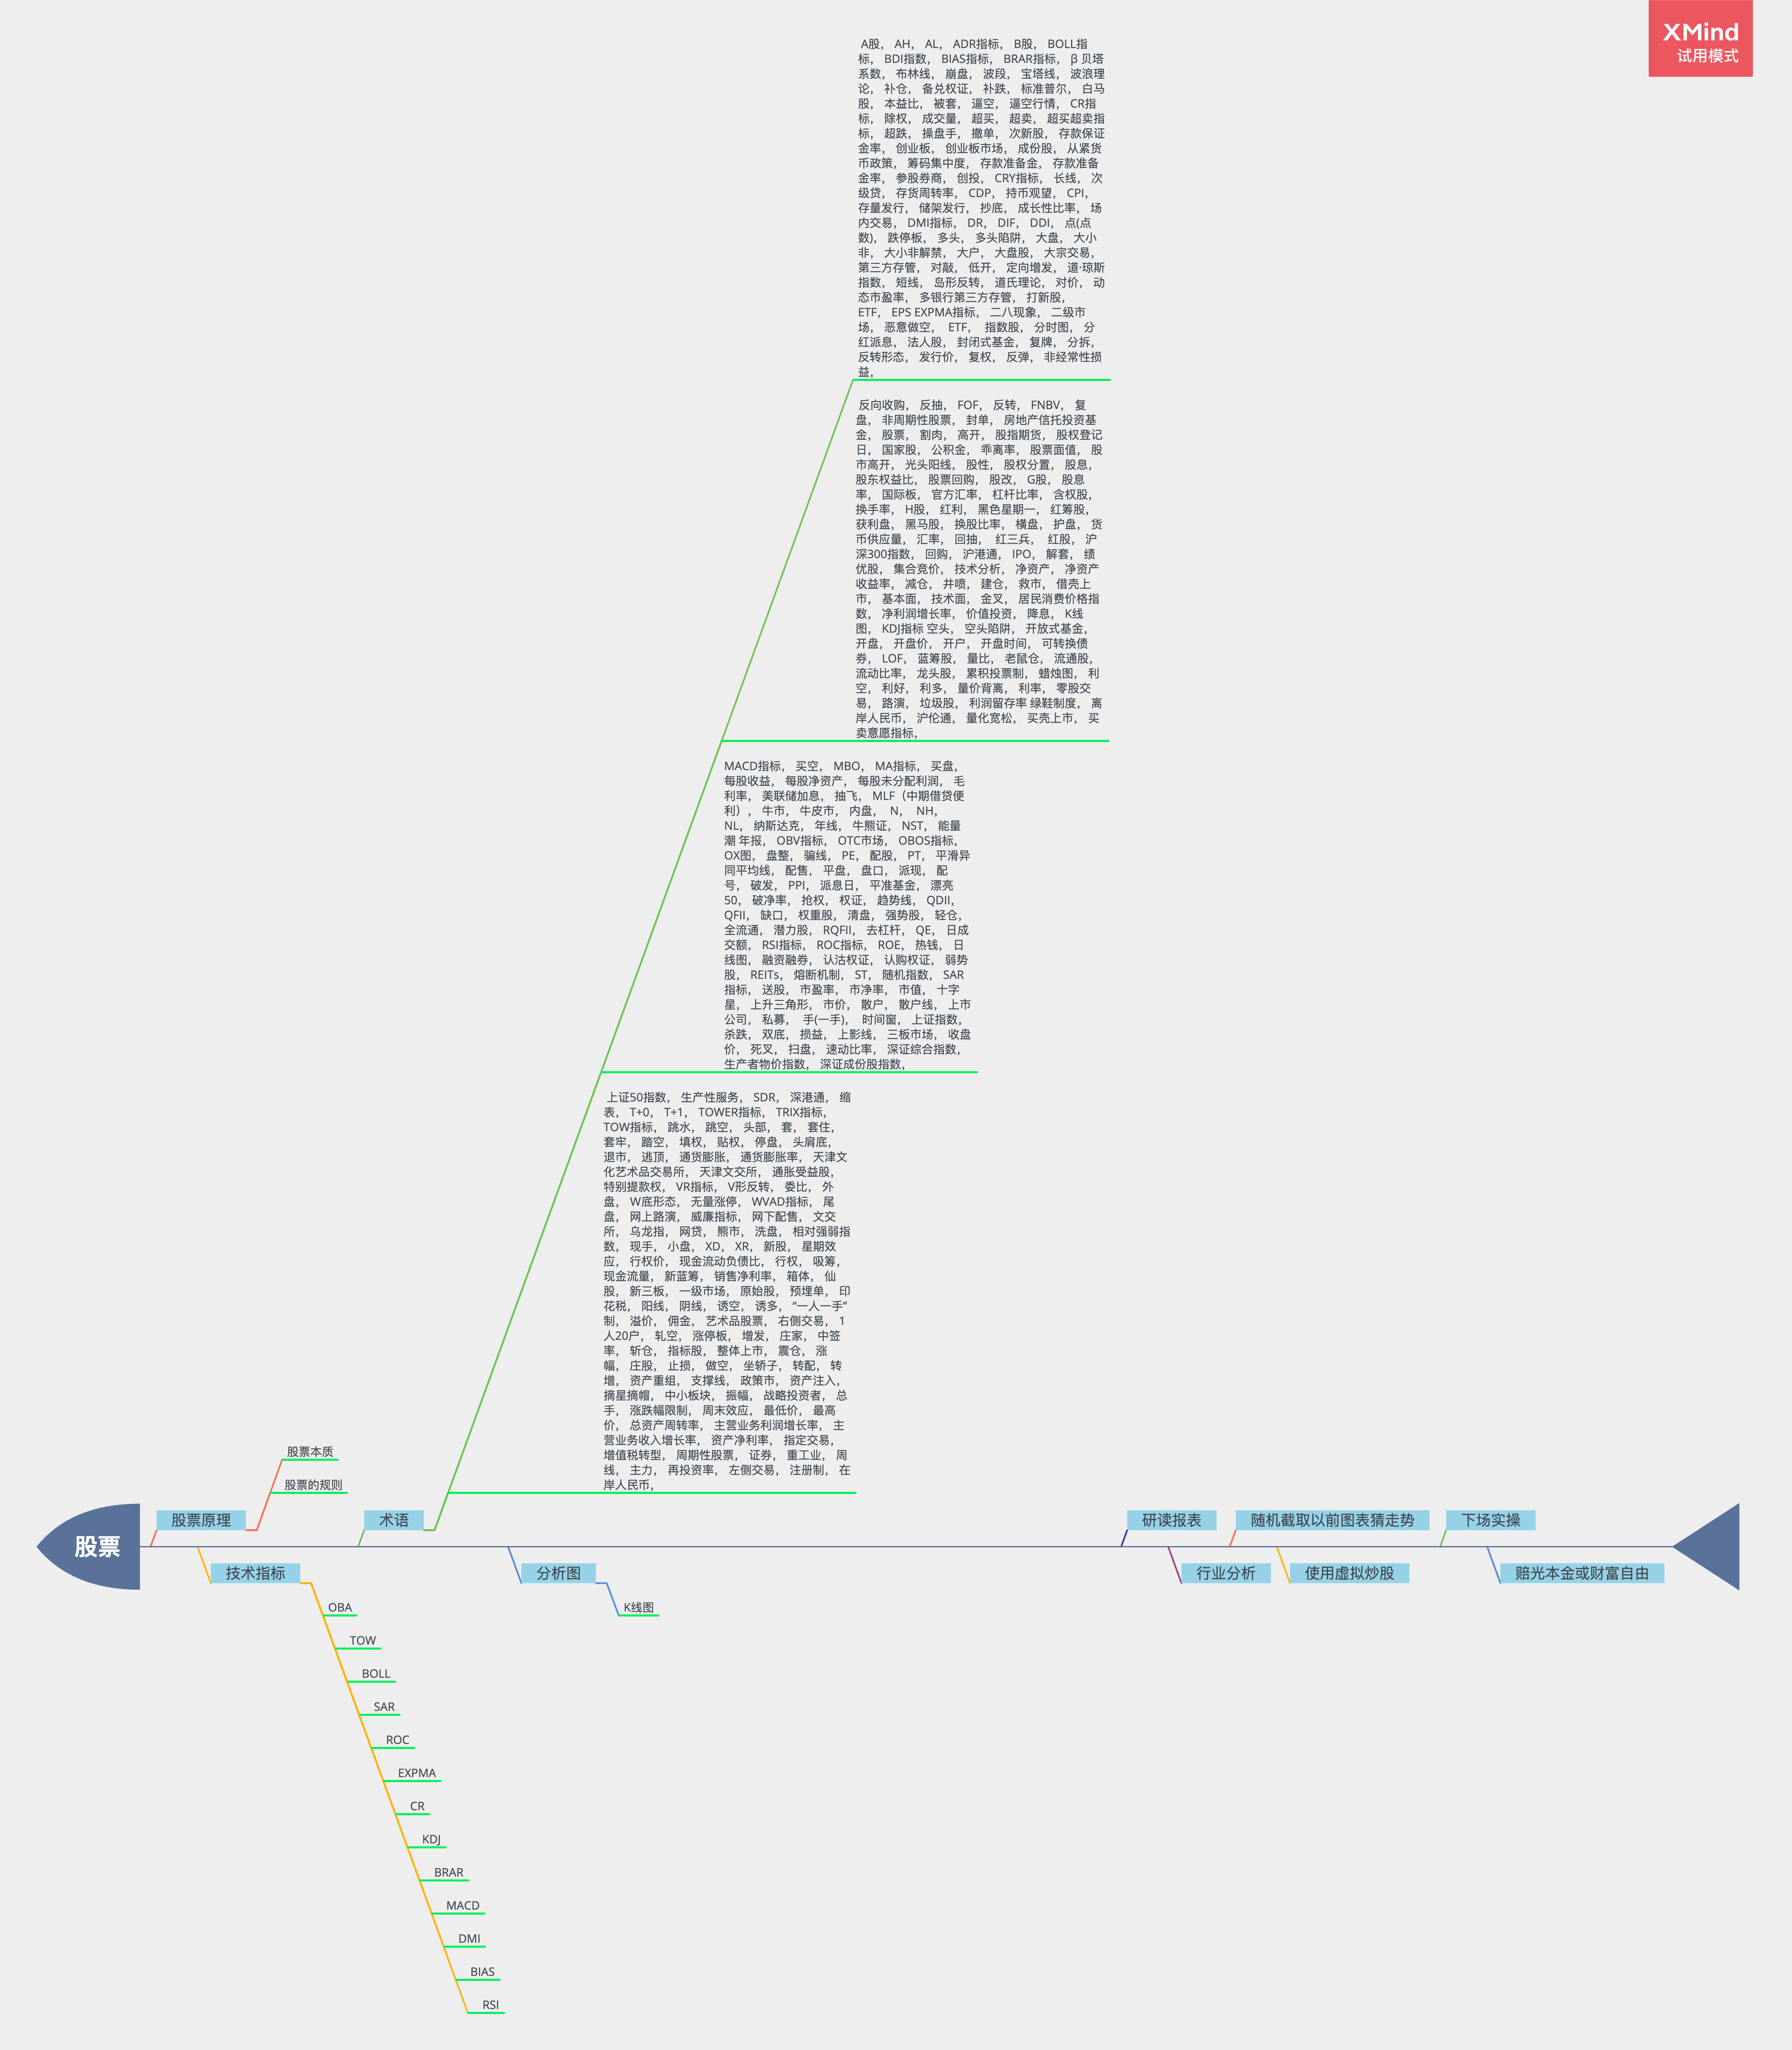 XMind
试用模式
A股， AH， AL， ADR指标， B股， BOLL指
标， BDI指数， BIAS指标， BRAR指标， β 贝塔
系数， 布林线， 崩盘， 波段， 宝塔线， 波浪理
论， 补仓， 备兑权证， 补跌， 标准普尔， 白马
股， 本益比， 被套， 逼空， 逼空行情， CR指
标， 除权， 成交量， 超买， 超卖， 超买超卖指
标， 超跌， 操盘手， 撤单， 次新股， 存款保证
金率， 创业板， 创业板市场， 成份股， 从紧货
币政策， 筹码集中度， 存款准备金， 存款准备
金率， 参股券商， 创投， CRY指标， 长线， 次
级贷， 存货周转率， CDP， 持币观望， CPI，
存量发行， 储架发行， 抄底， 成长性比率， 场
内交易， DMI指标， DR， DIF， DDI， 点(点
数)， 跌停板， 多头， 多头陷阱， 大盘， 大小
非， 大小非解禁， 大户， 大盘股， 大宗交易，
第三方存管， 对敲， 低开， 定向增发， 道·琼斯
指数， 短线， 岛形反转， 道氏理论， 对价， 动
态市盈率， 多银行第三方存管， 打新股，
ETF， EPS EXPMA指标， 二八现象， 二级市
场， 恶意做空， ETF， 指数股， 分时图， 分
红派息， 法人股， 封闭式基金， 复牌， 分拆，
反转形态， 发行价， 复权， 反弹， 非经常性损
益，
反向收购， 反抽， FOF， 反转， FNBV， 复
盘， 非周期性股票， 封单， 房地产信托投资基
金， 股票， 割肉， 高开， 股指期货， 股权登记
日， 国家股， 公积金， 乖离率， 股票面值， 股
市高开， 光头阳线， 股性， 股权分置， 股息，
股东权益比， 股票回购， 股改， G股， 股息
率， 国际板， 官方汇率， 杠杆比率， 含权股，
换手率， H股， 红利， 黑色星期一， 红筹股，
获利盘， 黑马股， 换股比率， 横盘， 护盘， 货
币供应量， 汇率， 回抽， 红三兵， 红股， 沪
深300指数， 回购， 沪港通， IPO， 解套， 绩
优股， 集合竞价， 技术分析， 净资产， 净资产
收益率， 减仓， 井喷， 建仓， 救市， 借壳上
市， 基本面， 技术面， 金叉， 居民消费价格指
数， 净利润增长率， 价值投资， 降息， K线
图， KDJ指标 空头， 空头陷阱， 开放式基金，
开盘， 开盘价， 开户， 开盘时间， 可转换债
券， LOF， 蓝筹股， 量比， 老鼠仓， 流通股，
流动比率， 龙头股， 累积投票制， 蜡烛图， 利
空， 利好， 利多， 量价背离， 利率， 零股交
易， 路演， 垃圾股， 利润留存率 绿鞋制度， 离
岸人民币， 沪伦通， 量化宽松， 买壳上市， 买
卖意愿指标，
MACD指标， 买空， MBO， MA指标， 买盘，
每股收益， 每股净资产， 每股未分配利润， 毛
利率， 美联储加息， 抽飞， MLF（中期借贷便
利）， 牛市， 牛皮市， 内盘， N， NH，
NL， 纳斯达克， 年线， 牛熊证， NST， 能量
潮 年报， OBV指标， OTC市场， OBOS指标，
OX图， 盘整， 骗线， PE， 配股， PT， 平滑异
同平均线， 配售， 平盘， 盘口， 派现， 配
号， 破发， PPI， 派息日， 平准基金， 漂亮
50， 破净率， 抢权， 权证， 趋势线， QDII，
QFII， 缺口， 权重股， 清盘， 强势股， 轻仓，
全流通， 潜力股， RQFII， 去杠杆， QE， 日成
交额， RSI指标， ROC指标， ROE， 热钱， 日
线图， 融资融券， 认沽权证， 认购权证， 弱势
股， REITs， 熔断机制， ST， 随机指数， SAR
指标， 送股， 市盈率， 市净率， 市值， 十字
星， 上升三角形， 市价， 散户， 散户线， 上市
公司， 私募， 手(一手)， 时间窗， 上证指数，
杀跌， 双底， 损益， 上影线， 三板市场， 收盘
价， 死叉， 扫盘， 速动比率， 深证综合指数，
生产者物价指数， 深证成份股指数，
上证50指数， 生产性服务， SDR， 深港通， 缩
表， T+0， T+1， TOWER指标， TRIX指标，
TOW指标， 跳水， 跳空， 头部， 套， 套住，
套牢， 踏空， 填权， 贴权， 停盘， 头肩底，
退市， 逃顶， 通货膨胀， 通货膨胀率， 天津文
化艺术品交易所， 天津文交所， 通胀受益股，
特别提款权， VR指标， V形反转， 委比， 外
盘， W底形态， 无量涨停， WVAD指标， 尾
盘， 网上路演， 威廉指标， 网下配售， 文交
所， 乌龙指， 网贷， 熊市， 洗盘， 相对强弱指
数， 现手， 小盘， XD， XR， 新股， 星期效
应， 行权价， 现金流动负债比， 行权， 吸筹，
现金流量， 新蓝筹， 销售净利率， 箱体， 仙
股， 新三板， 一级市场， 原始股， 预埋单， 印
花税， 阳线， 阴线， 诱空， 诱多， “一人一手”
制， 溢价， 佣金， 艺术品股票， 右侧交易， 1
人20户， 轧空， 涨停板， 增发， 庄家， 中签
率， 斩仓， 指标股， 整体上市， 震仓， 涨
幅， 庄股， 止损， 做空， 坐轿子， 转配， 转
增， 资产重组， 支撑线， 政策市， 资产注入，
摘星摘帽， 中小板块， 振幅， 战略投资者， 总
手， 涨跌幅限制， 周末效应， 最低价， 最高
价， 总资产周转率， 主营业务利润增长率， 主
营业务收入增长率， 资产净利率， 指定交易，
增值税转型， 周期性股票， 证券， 重工业， 周
线， 主力， 再投资率， 左侧交易， 注册制， 在
岸人民币，
股票本质
股票的规则
股票原理
术语
研读报表
随机截取以前图表猜走势
下场实操
股票
技术指标
分析图
行业分析
使用虚拟炒股
赔光本金或财富自由
OBA
K线图
TOW
BOLL
SAR
ROC
EXPMA
CR
KDJ
BRAR
MACD
DMI
BIAS
RSI